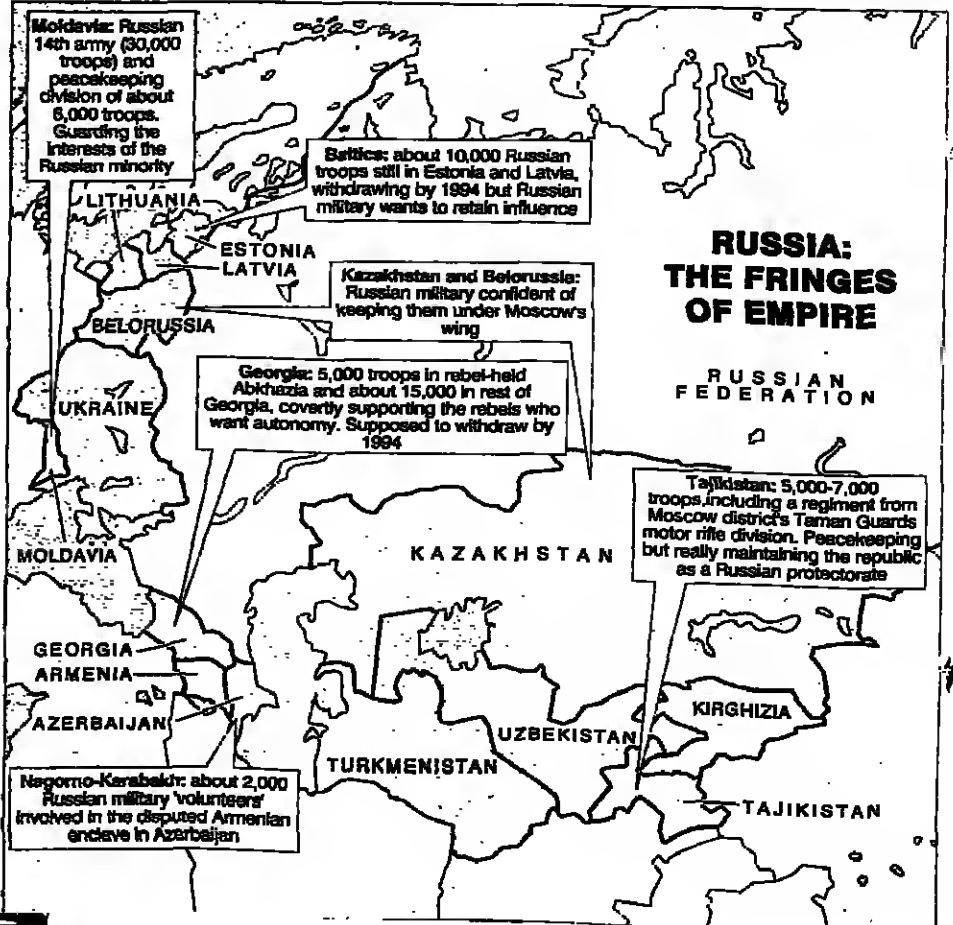 Moldavia: Russian
14th army (30,000
troops) and
peacekeeping
division of about
6,000 troops.
Guarding the
interests of the
Russian minority
Baltics: about 10,000 Russian
troops still in Estonia and Latvia,
withdrawing by 1994 but Russian
military wants to retain influence
LITHUANIA
ESTONIA
LATVIA
RUSSIA:
THE FRINGES
OF EMPIRE
Kazakhstan and Belorussia:
Russian military confident of
keeping them under Moscow's
wing
BELORUSSIA
RUSSIAN
FEDERATION
Georgia: 5,000 troops in rebel-held
Abkhazia and about 15,000 in rest of
Georgia, covertly supporting the rebels who
want autonomy. Supposed to withdraw by
1994
UKRAINE
Tajikistan: 5,000-7,000
troops, including a regiment from
Moscow district's Taman Guards
motor rifle division. Peacekeeping
but really maintaining the republic
as a Russian protectorate
MOLDAVIA
KAZAKHSTAN
GEORGIA
ARMENIA
AZERBAIJAN
KIRGHIZIA
UZBEKISTAN
TURKMENISTAN
TAJIKISTAN
Nagorno-Karabakh: about 2,000
Russian military 'volunteers'
involved in the disputed Armenian
enclave in Azerbaijan